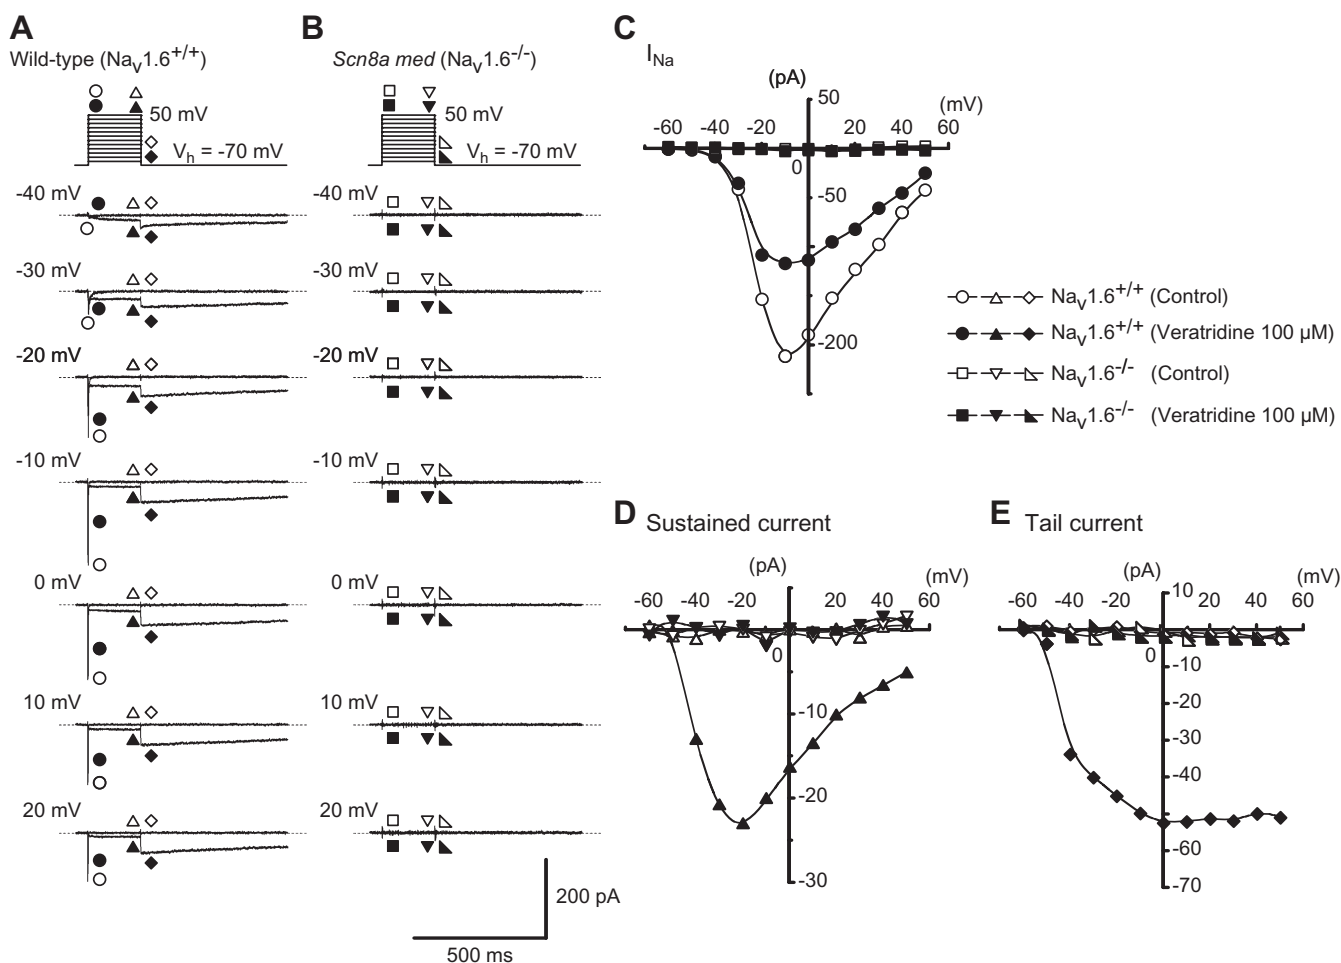 A
Wild-type (NaV1.6+/+)
50 mV
Vh = -70 mV
-40 mV
-30 mV
-20 mV
-10 mV
0 mV
10 mV
20 mV
B
Scn8a med (NaV1.6-/-)
50 mV
Vh = -70 mV
-40 mV
-30 mV
-20 mV
-10 mV
0 mV
10 mV
20 mV
200 pA
500 ms
C
INa
(pA)
50
(mV)
-60 -40 -20 20 40 60
0
-50
-200
NaV1.6+/+ (Control)
NaV1.6+/+ (Veratridine 100 µM)
NaV1.6-/- (Control)
NaV1.6-/- (Veratridine 100 µM)
D
Sustained current
(pA)
(mV)
-60 -40 -20 20 40 60
0
-10
-20
-30
E
Tail current
(pA)
10
(mV)
-60 -40 -20 20 40 60
0
-10
-20
-30
-40
-60
-70